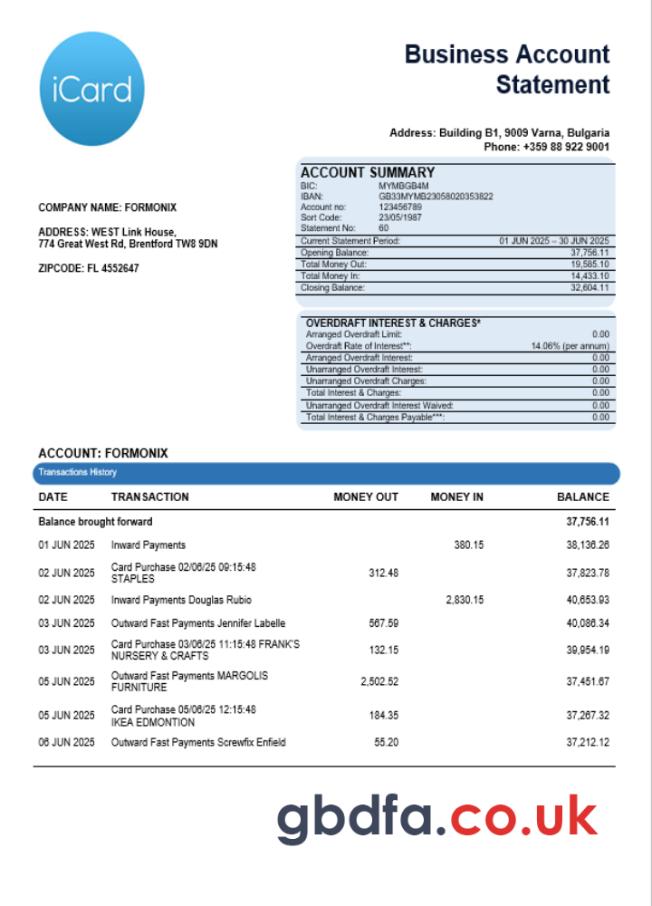 iCard
Business Account
Statement
Address: Building B1, 9009 Varna, Bulgaria
Phone: +359 88 922 9001
COMPANY NAME: FORMONIX
ADDRESS: WEST Link House,
774 Great West Rd, Brentford TW8 9DN
ZIPCODE: FL 4552647
ACCOUNT SUMMARY
BIC: MYMBGB4M
IBAN: GB33MYMB23058020353822
Account no: 123456789
Sort Code: 23/05/1987
Statement No: 60
Current Statement Period: 01 JUN 2025 – 30 JUN 2025
Opening Balance: 37,756.11
Total Money Out: 19,585.10
Total Money In: 14,433.10
Closing Balance: 32,604.11
OVERDRAFT INTEREST & CHARGES*
Arranged Overdraft Limit: 0.00
Overdraft Rate of Interest**: 14.06% (per annum)
Arranged Overdraft Interest: 0.00
Unarranged Overdraft Interest: 0.00
Unarranged Overdraft Charges: 0.00
Total Interest & Charges: 0.00
Unarranged Overdraft Interest Waived: 0.00
Total Interest & Charges Payable***: 0.00
ACCOUNT: FORMONIX
Transactions History
DATE TRANSACTION MONEY OUT MONEY IN BALANCE
Balance brought forward 37,756.11
01 JUN 2025 Inward Payments 380.15 38,136.26
02 JUN 2025 Card Purchase 02/06/25 09:15:48 312.48 37,823.78
STAPLES
02 JUN 2025 Inward Payments Douglas Rubio 2,830.15 40,653.93
03 JUN 2025 Outward Fast Payments Jennifer Labelle 567.59 40,086.34
03 JUN 2025 Card Purchase 03/06/25 11:15:48 FRANK'S 132.15 39,954.19
NURSERY & CRAFTS
05 JUN 2025 Outward Fast Payments MARGOLIS 2,502.52 37,451.67
FURNITURE
05 JUN 2025 Card Purchase 05/06/25 12:15:48 184.35 37,267.32
IKEA EDMONTION
06 JUN 2025 Outward Fast Payments Screwfix Enfield 55.20 37,212.12
gbdfa.co.uk